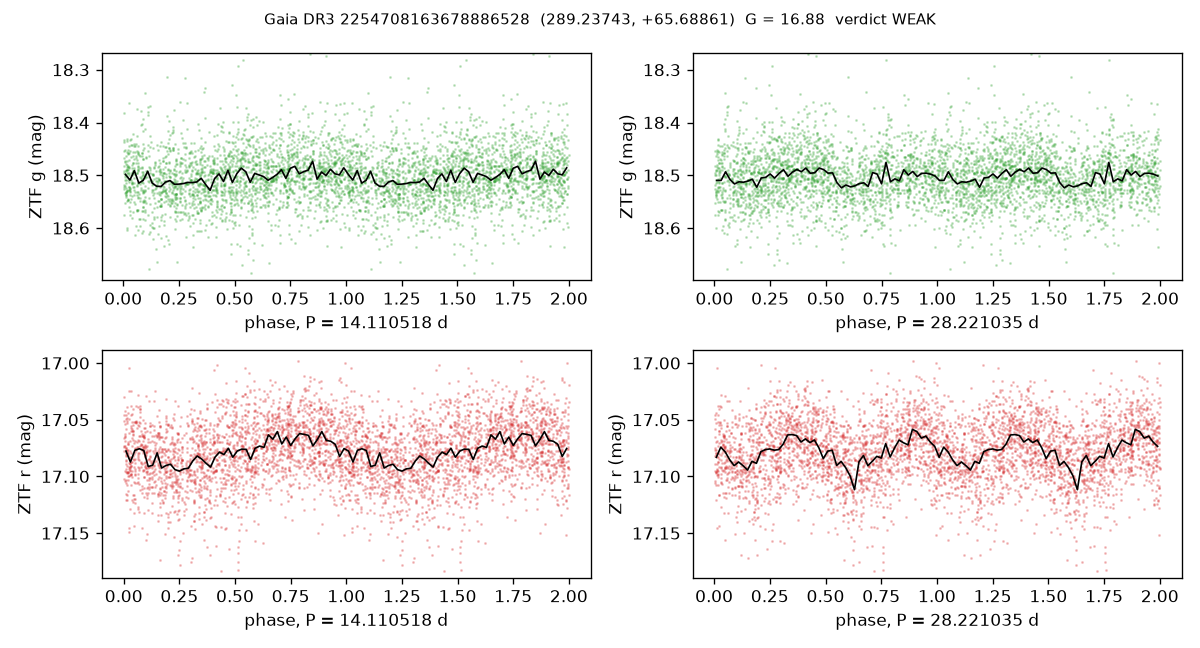 Gaia DR3 2254708163678886528 (289.23743, +65.68861) G = 16.88 verdict WEAK
ZTF g (mag)
18.3
18.4
18.5
18.6
0.00 0.25 0.50 0.75 1.00 1.25 1.50 1.75 2.00
phase, P = 14.110518 d
ZTF g (mag)
18.3
18.4
18.5
18.6
0.00 0.25 0.50 0.75 1.00 1.25 1.50 1.75 2.00
phase, P = 28.221035 d
ZTF r (mag)
17.00
17.05
17.10
17.15
0.00 0.25 0.50 0.75 1.00 1.25 1.50 1.75 2.00
phase, P = 14.110518 d
ZTF r (mag)
17.00
17.05
17.10
17.15
0.00 0.25 0.50 0.75 1.00 1.25 1.50 1.75 2.00
phase, P = 28.221035 d